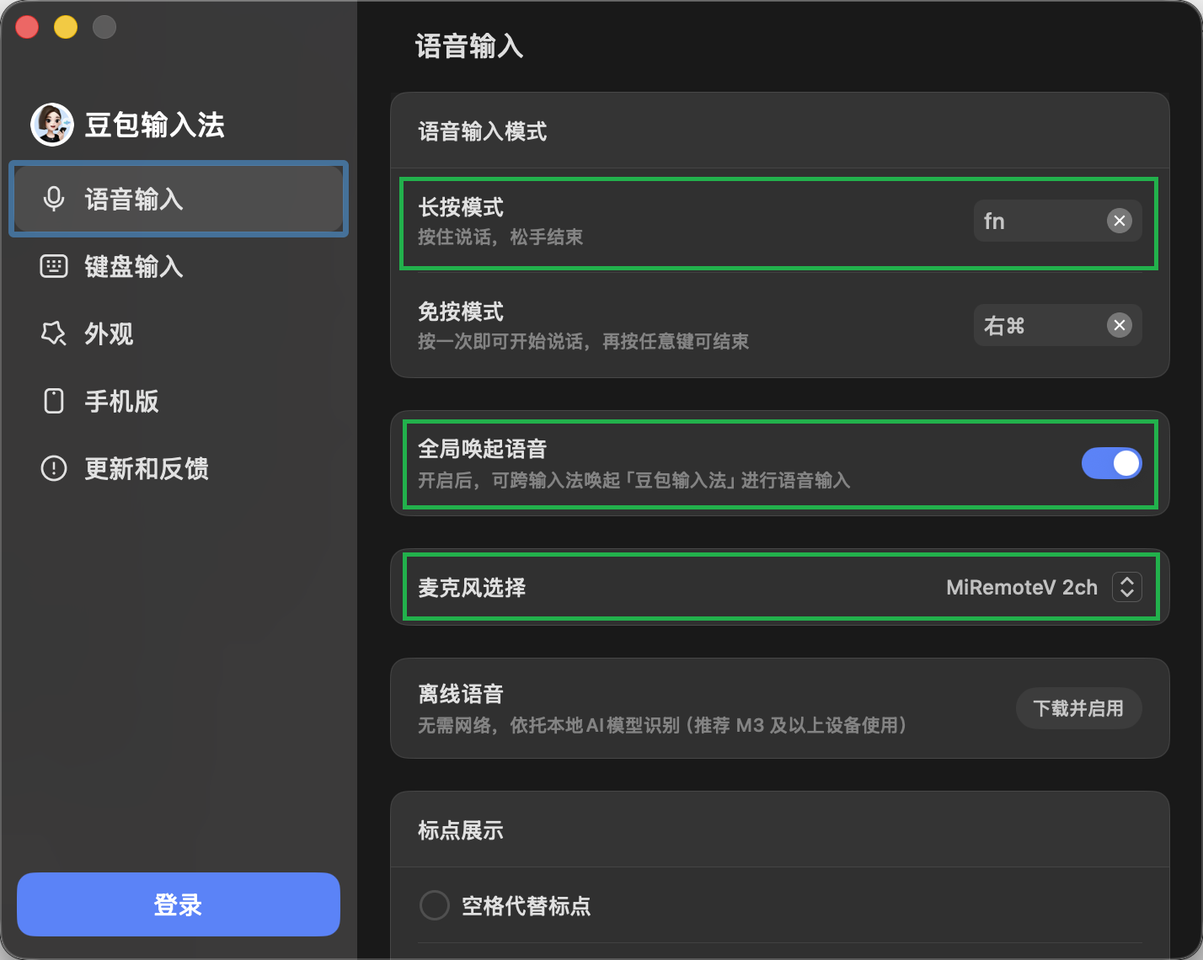 语音输入
豆包输入法
语音输入
键盘输入
外观
手机版
更新和反馈
登录
语音输入模式
长按模式
fn
按住说话，松手结束
免按模式
右⌘
按一次即可开始说话，再按任意键可结束
全局唤起语音
开启后，可跨输入法唤起「豆包输入法」进行语音输入
麦克风选择
MiRemoteV 2ch
离线语音
无需网络，依托本地AI模型识别（推荐 M3 及以上设备使用）
下载并启用
标点展示
空格代替标点